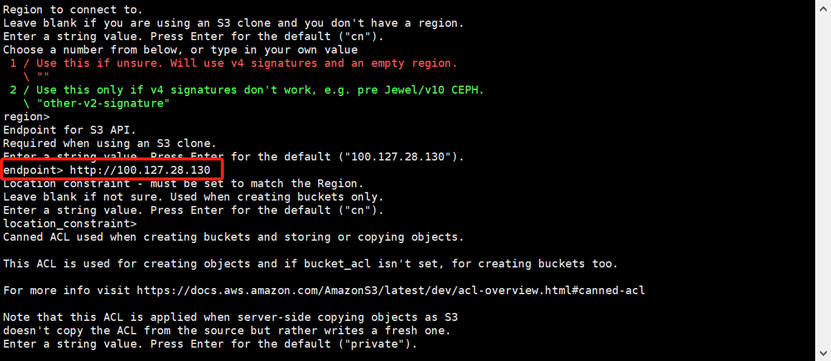 Region to connect to.
Leave blank if you are using an S3 clone and you don't have a region.
Enter a string value. Press Enter for the default ("cn").
Choose a number from below, or type in your own value
 1 / Use this if unsure. Will use v4 signatures and an empty region.
   \ ""
 2 / Use this only if v4 signatures don't work, e.g. pre Jewel/v10 CEPH.
   \ "other-v2-signature"
region>
Endpoint for S3 API.
Required when using an S3 clone.
Enter a string value. Press Enter for the default ("100.127.28.130").
endpoint> http://100.127.28.130
Location constraint - must be set to match the Region.
Leave blank if not sure. Used when creating buckets only.
Enter a string value. Press Enter for the default ("cn").
location_constraint>
Canned ACL used when creating buckets and storing or copying objects.

This ACL is used for creating objects and if bucket_acl isn't set, for creating buckets too.

For more info visit https://docs.aws.amazon.com/AmazonS3/latest/dev/acl-overview.html#canned-acl

Note that this ACL is applied when server-side copying objects as S3
doesn't copy the ACL from the source but rather writes a fresh one.
Enter a string value. Press Enter for the default ("private").